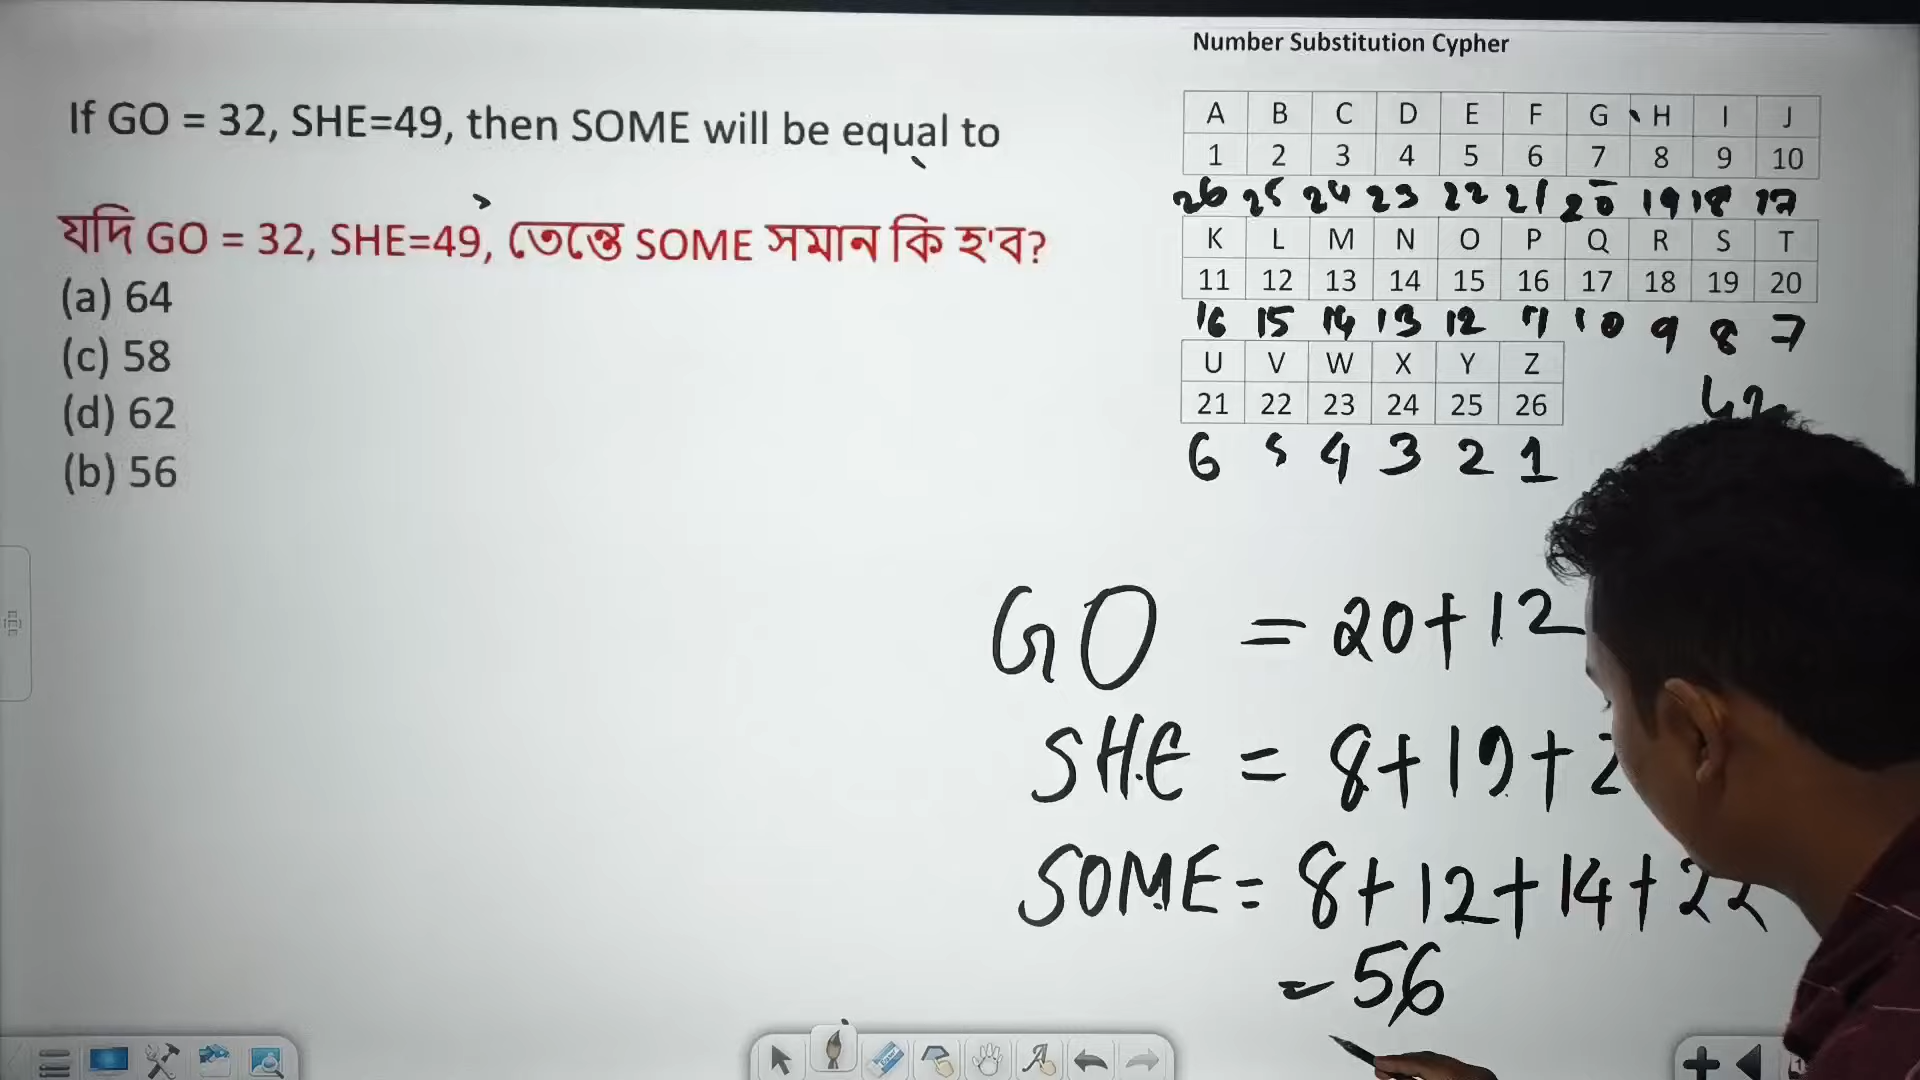 Number Substitution Cypher
If GO = 32, SHE=49, then SOME will be equal to
যদি GO = 32, SHE=49, তেন্তে SOME সমান কি হ'ব?
(a) 64
(c) 58
(d) 62
(b) 56
A B C D E F G H I J
1 2 3 4 5 6 7 8 9 10
26 25 24 23 22 21 20 19 18 17
K L M N O P Q R S T
11 12 13 14 15 16 17 18 19 20
16 15 14 13 12 11 10 9 8 7
U V W X Y Z
21 22 23 24 25 26
6 5 4 3 2 1
42
GO = 20+12
SHE = 8+19+2
SOME = 8+12+14+22
= 56